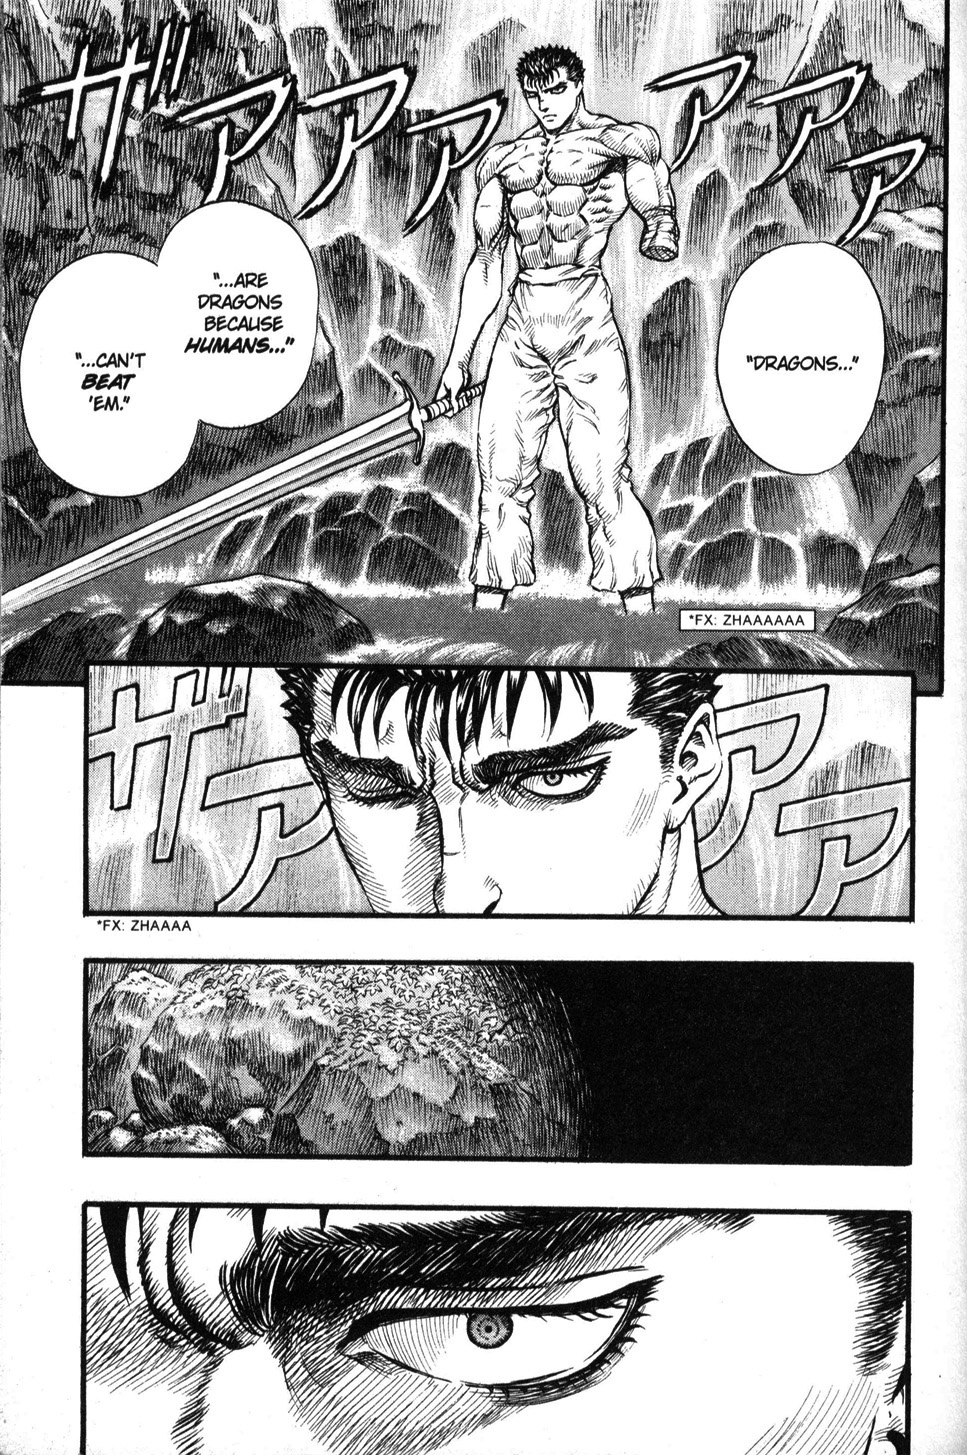 ザアアアアアア
"DRAGONS..."
"...ARE
DRAGONS
BECAUSE
HUMANS..."
"...CAN'T
BEAT
'EM."
*FX: ZHAAAAAA
ザアアア
*FX: ZHAAAA